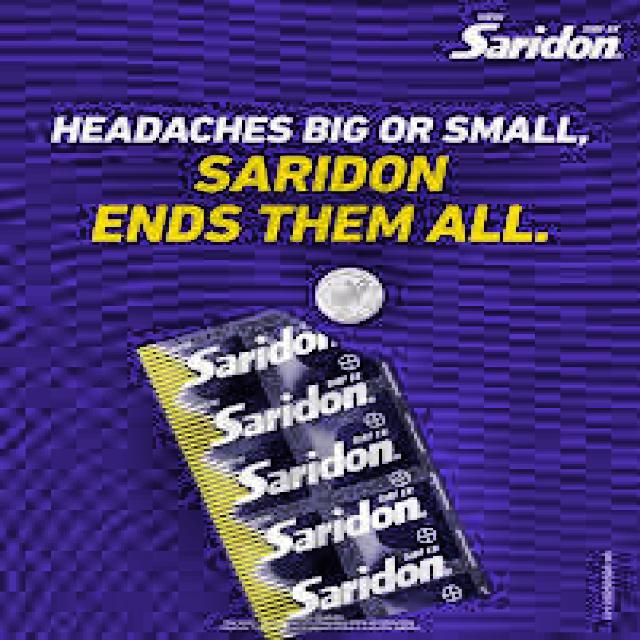 Saridon
HEADACHES BIG OR SMALL,
SARIDON
ENDS THEM ALL.
Saridon
Saridon
Saridon
Saridon
Saridon